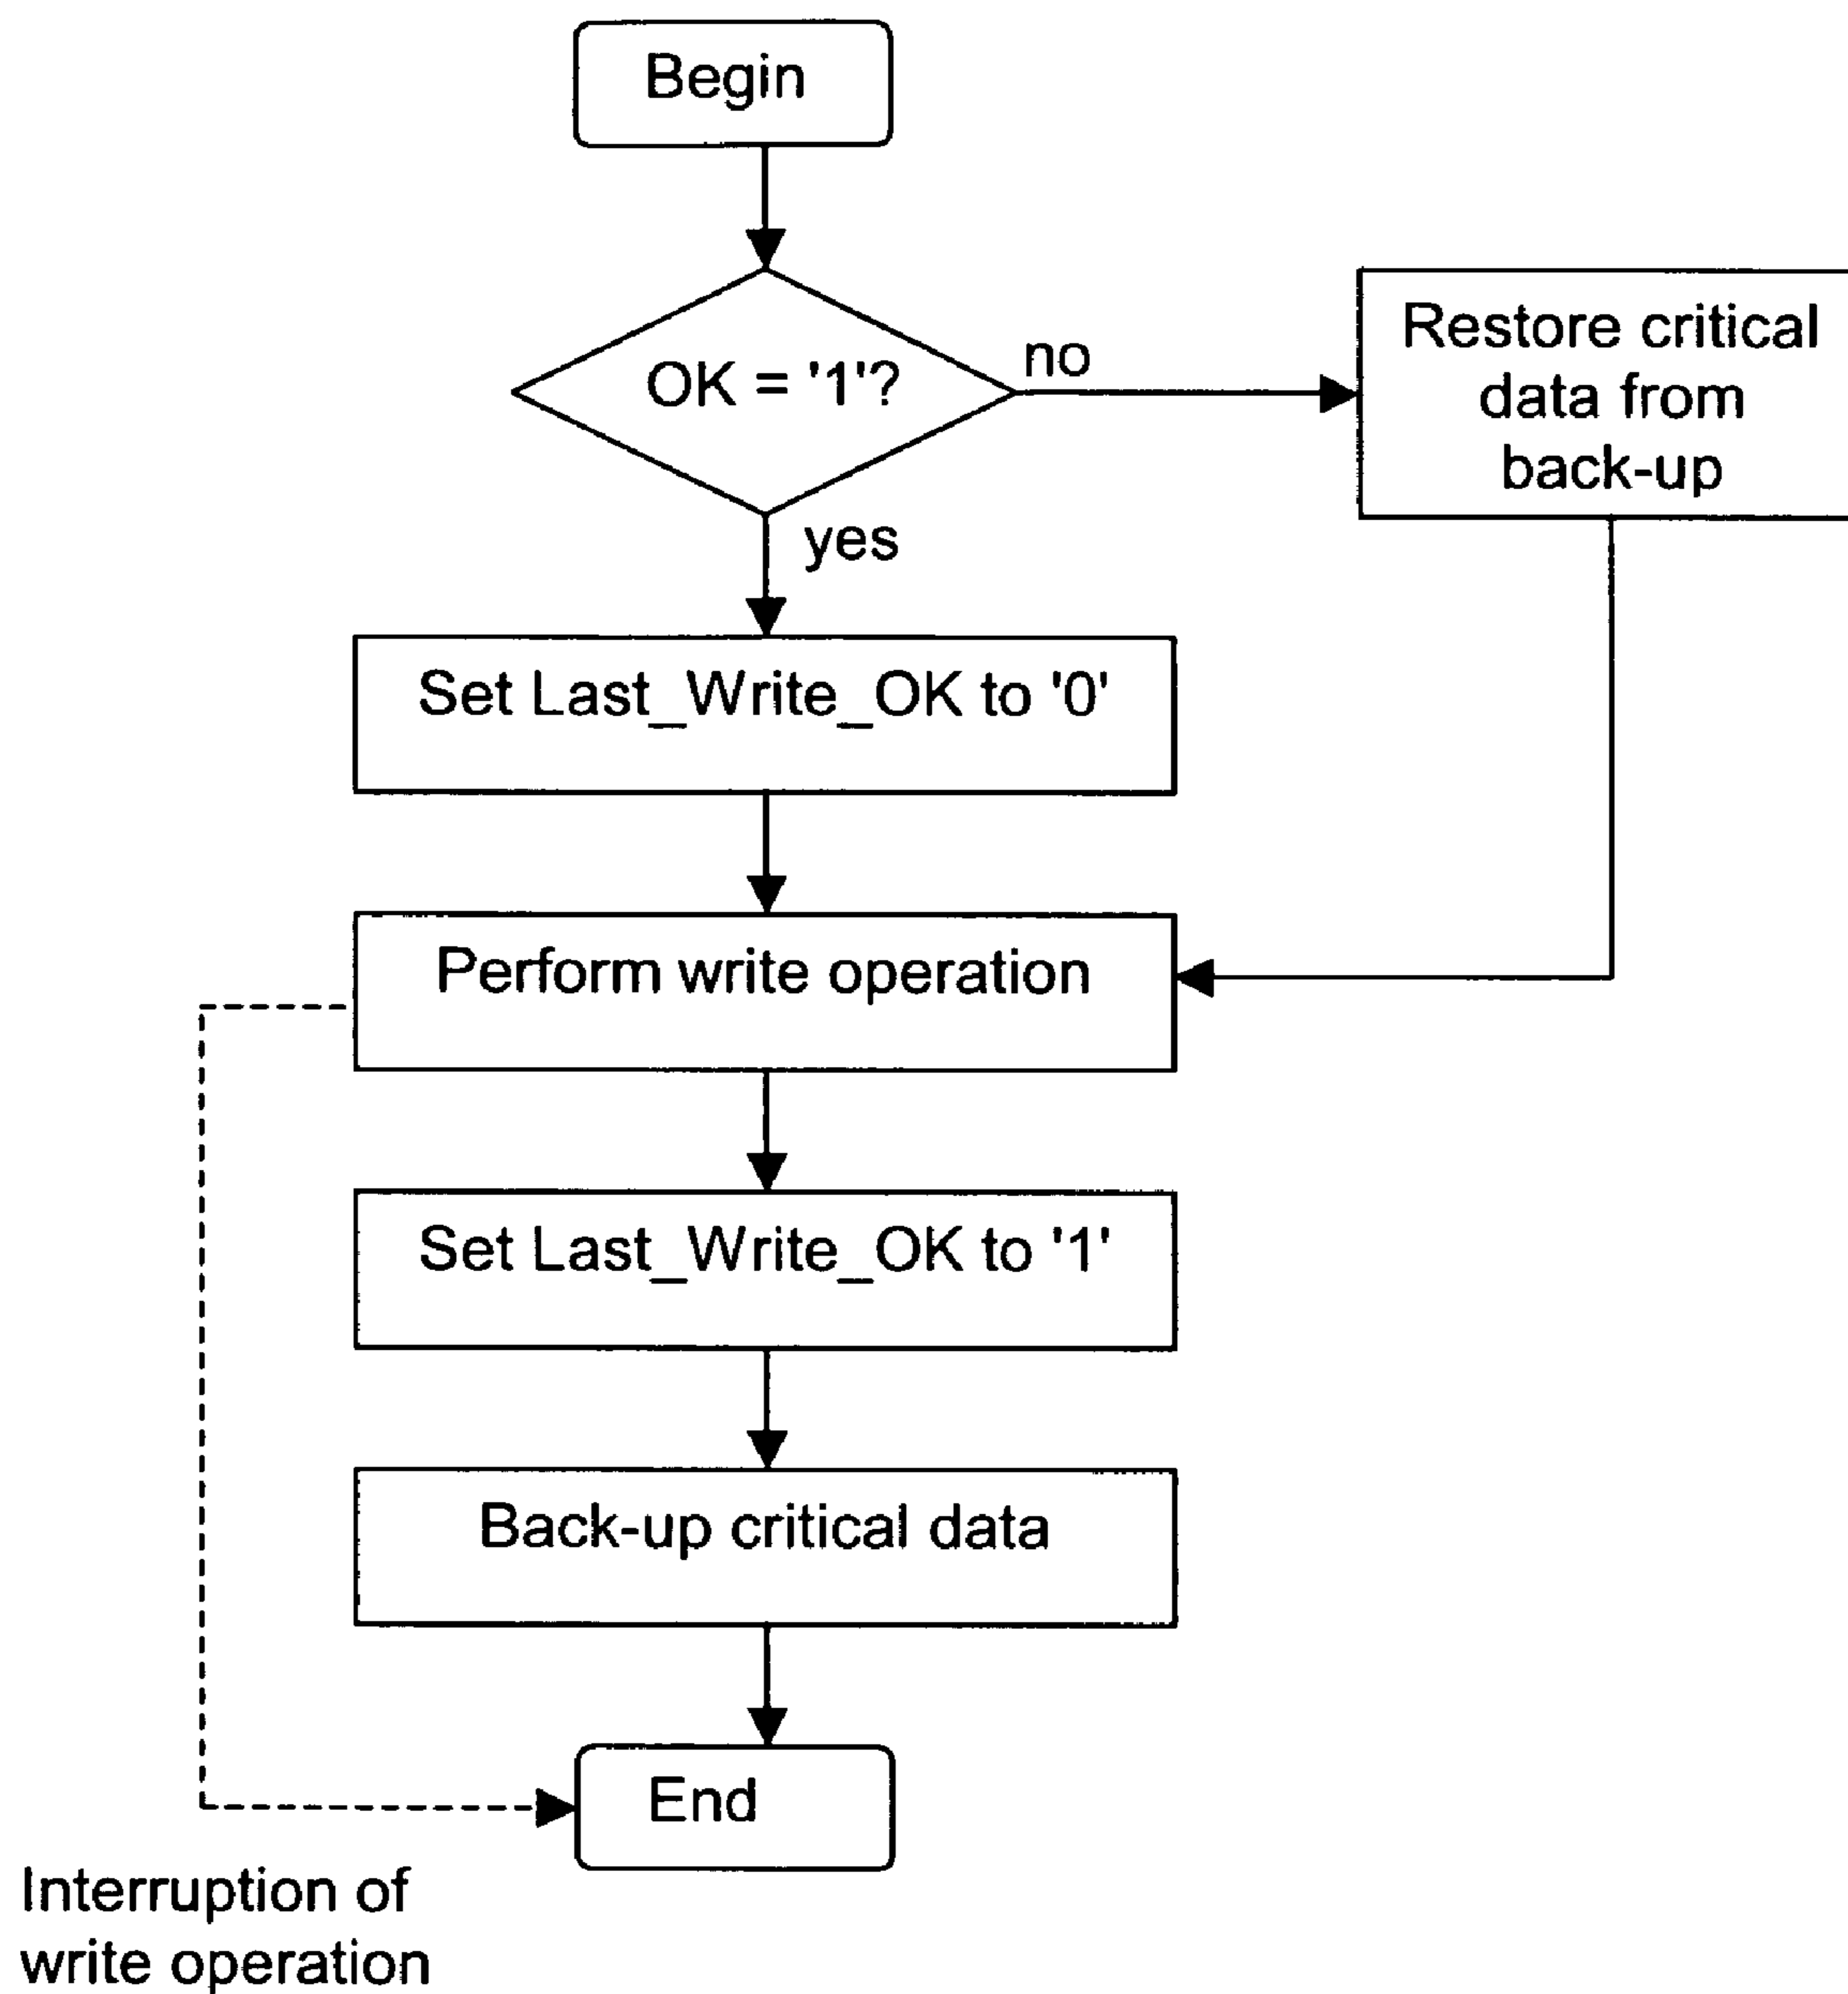 Begin
OK = '1'?
no
Restore critical
data from
back-up
yes
Set Last_Write_OK to '0'
Perform write operation
Set Last_Write_OK to '1'
Back-up critical data
End
Interruption of
write operation